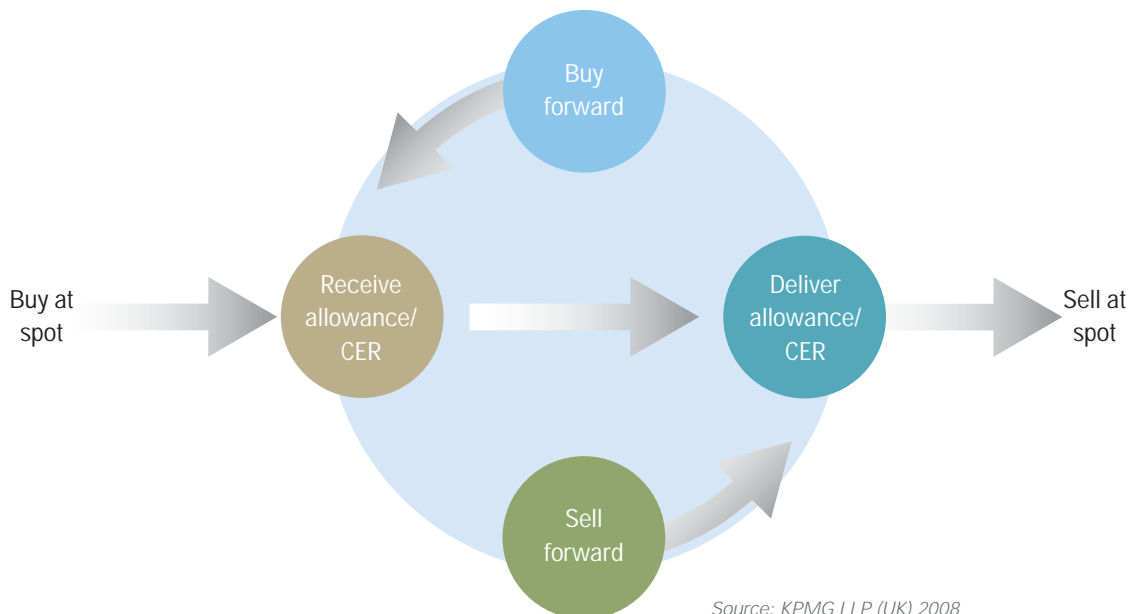 Buy
forward
Buy at
spot
Receive
allowance/
CER
Deliver
allowance/
CER
Sell at
spot
Sell
forward
Source: KPMG LLP (UK) 2008